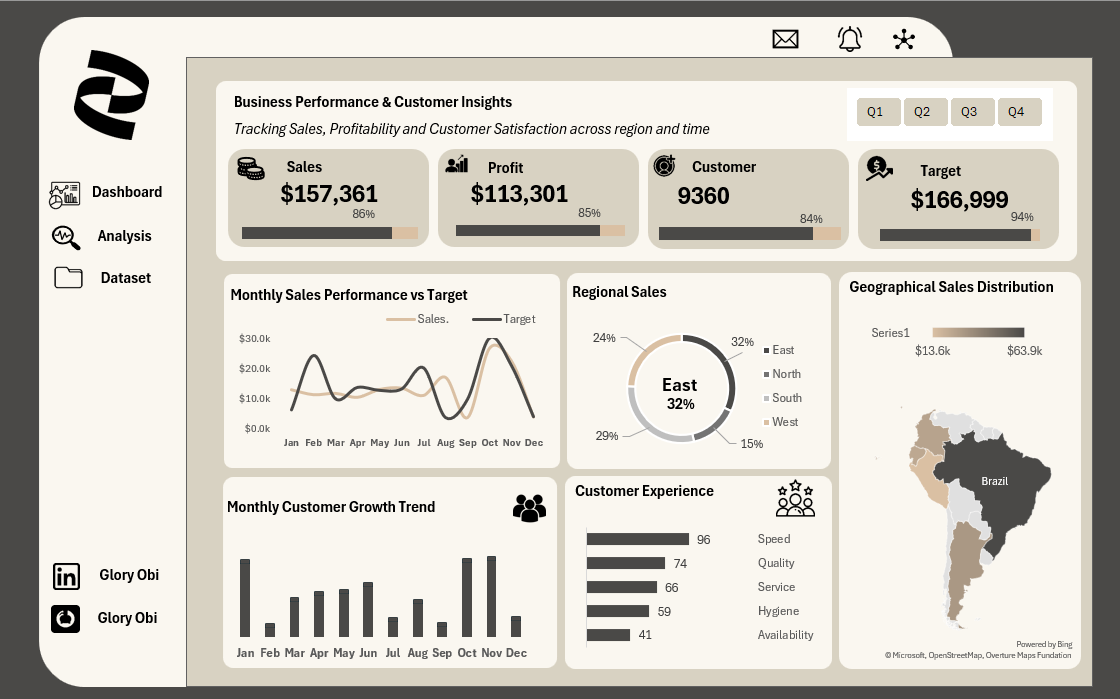 Business Performance & Customer Insights
Tracking Sales, Profitability and Customer Satisfaction across region and time
Q1 Q2 Q3 Q4
Dashboard
Analysis
Dataset
in Glory Obi
Glory Obi
Sales
$157,361
86%
Profit
$113,301
85%
Customer
9360
84%
$
Target
$166,999
94%
Monthly Sales Performance vs Target
Sales. Target
$30.0k
$20.0k
$10.0k
$0.0k
Jan Feb Mar Apr May Jun Jul Aug Sep Oct Nov Dec
Regional Sales
24%
32%
East
32%
29%
15%
East
North
South
West
Geographical Sales Distribution
Series1
$13.6k $63.9k
Brazil
Powered by Bing
© Microsoft, OpenStreetMap, Overture Maps Fundation
Monthly Customer Growth Trend
Jan Feb Mar Apr May Jun Jul Aug Sep Oct Nov Dec
Customer Experience
96 Speed
74 Quality
66 Service
59 Hygiene
41 Availability